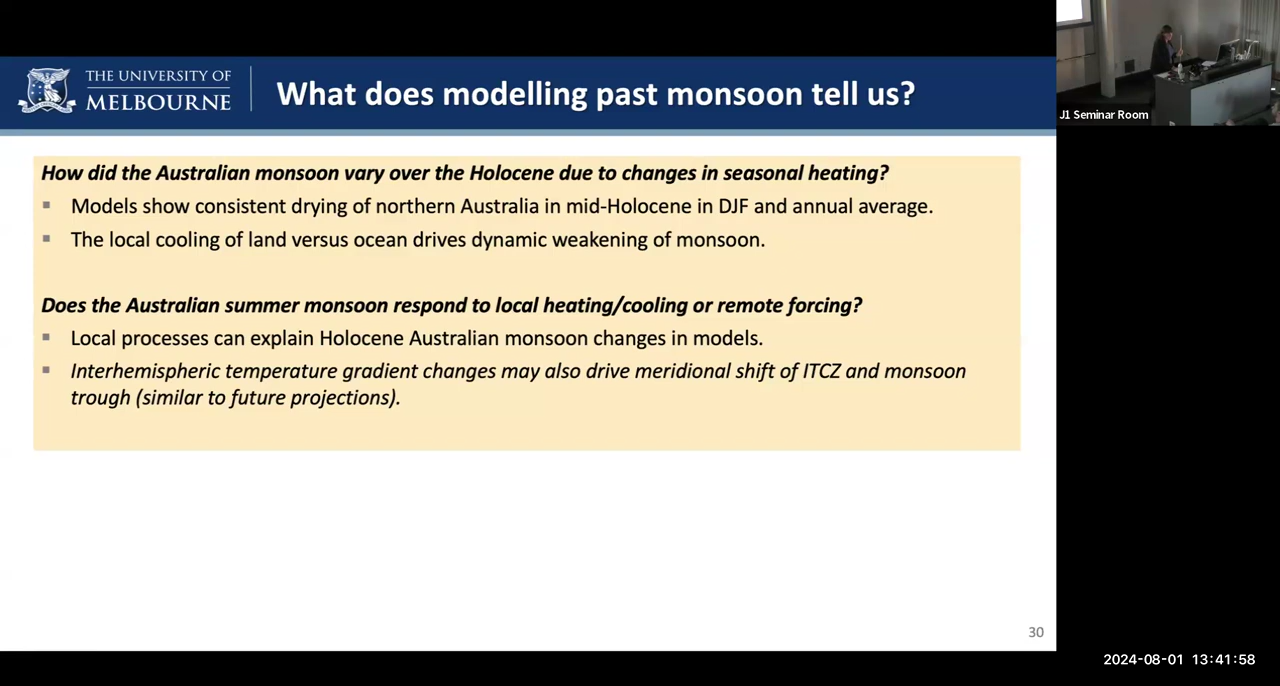 THE UNIVERSITY OF
MELBOURNE
What does modelling past monsoon tell us?
J1 Seminar Room
How did the Australian monsoon vary over the Holocene due to changes in seasonal heating?
▪ Models show consistent drying of northern Australia in mid-Holocene in DJF and annual average.
▪ The local cooling of land versus ocean drives dynamic weakening of monsoon.
Does the Australian summer monsoon respond to local heating/cooling or remote forcing?
▪ Local processes can explain Holocene Australian monsoon changes in models.
▪ Interhemispheric temperature gradient changes may also drive meridional shift of ITCZ and monsoon
trough (similar to future projections).
30
2024-08-01 13:41:58